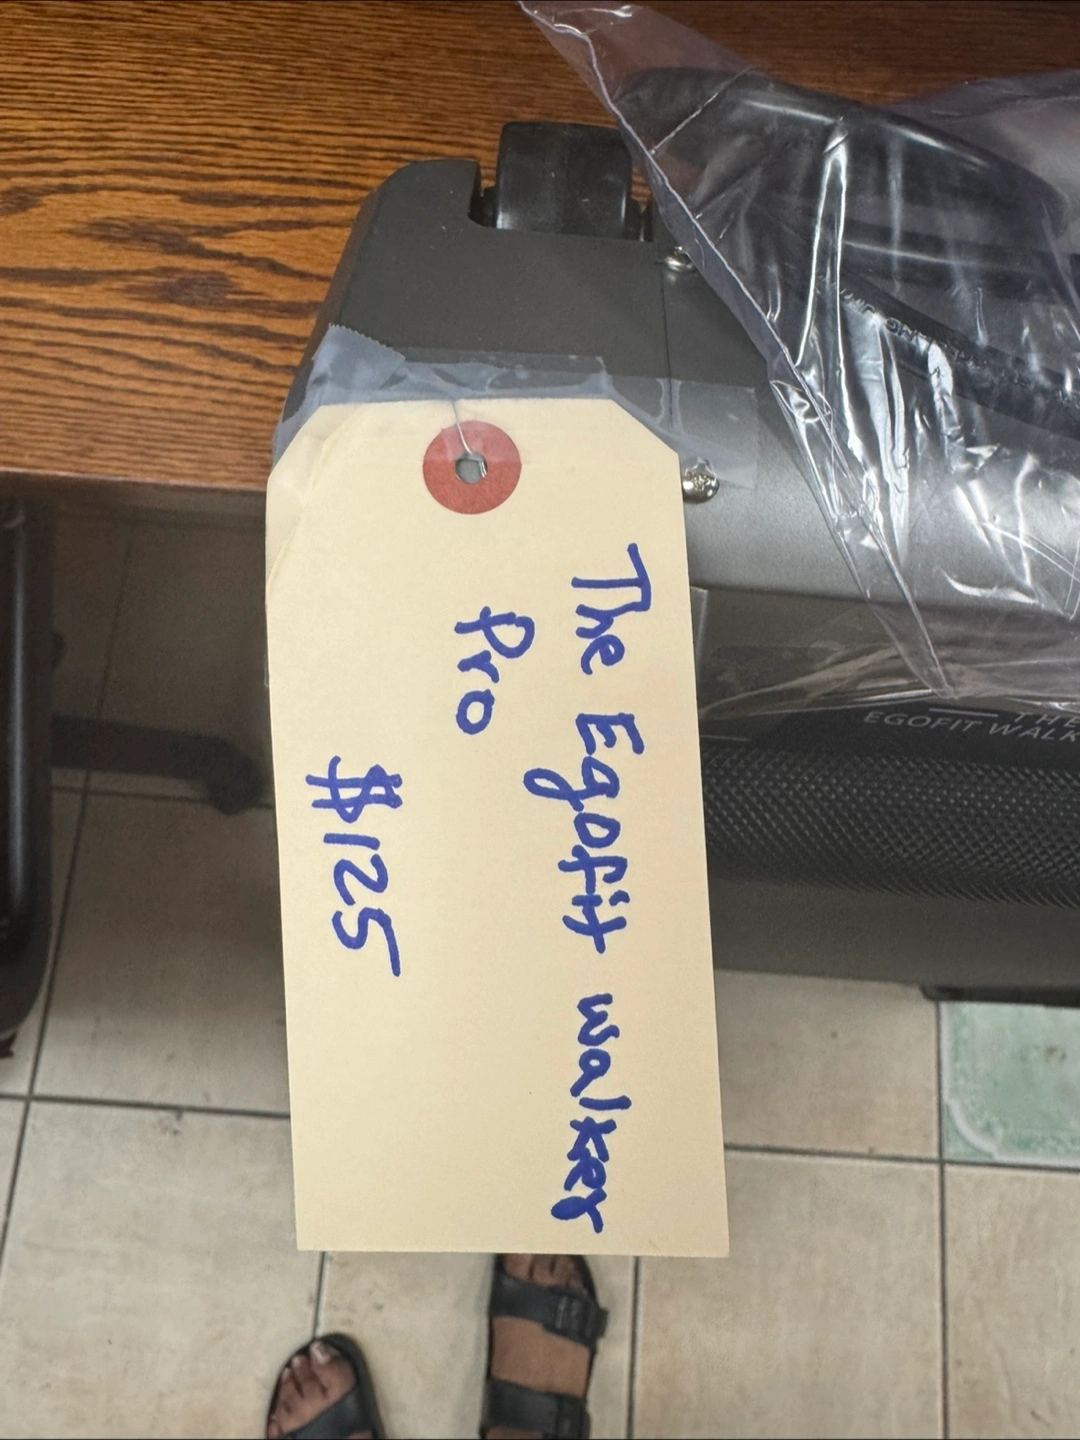 The Egofit walker
Pro
$125
THE
EGOFIT WALK